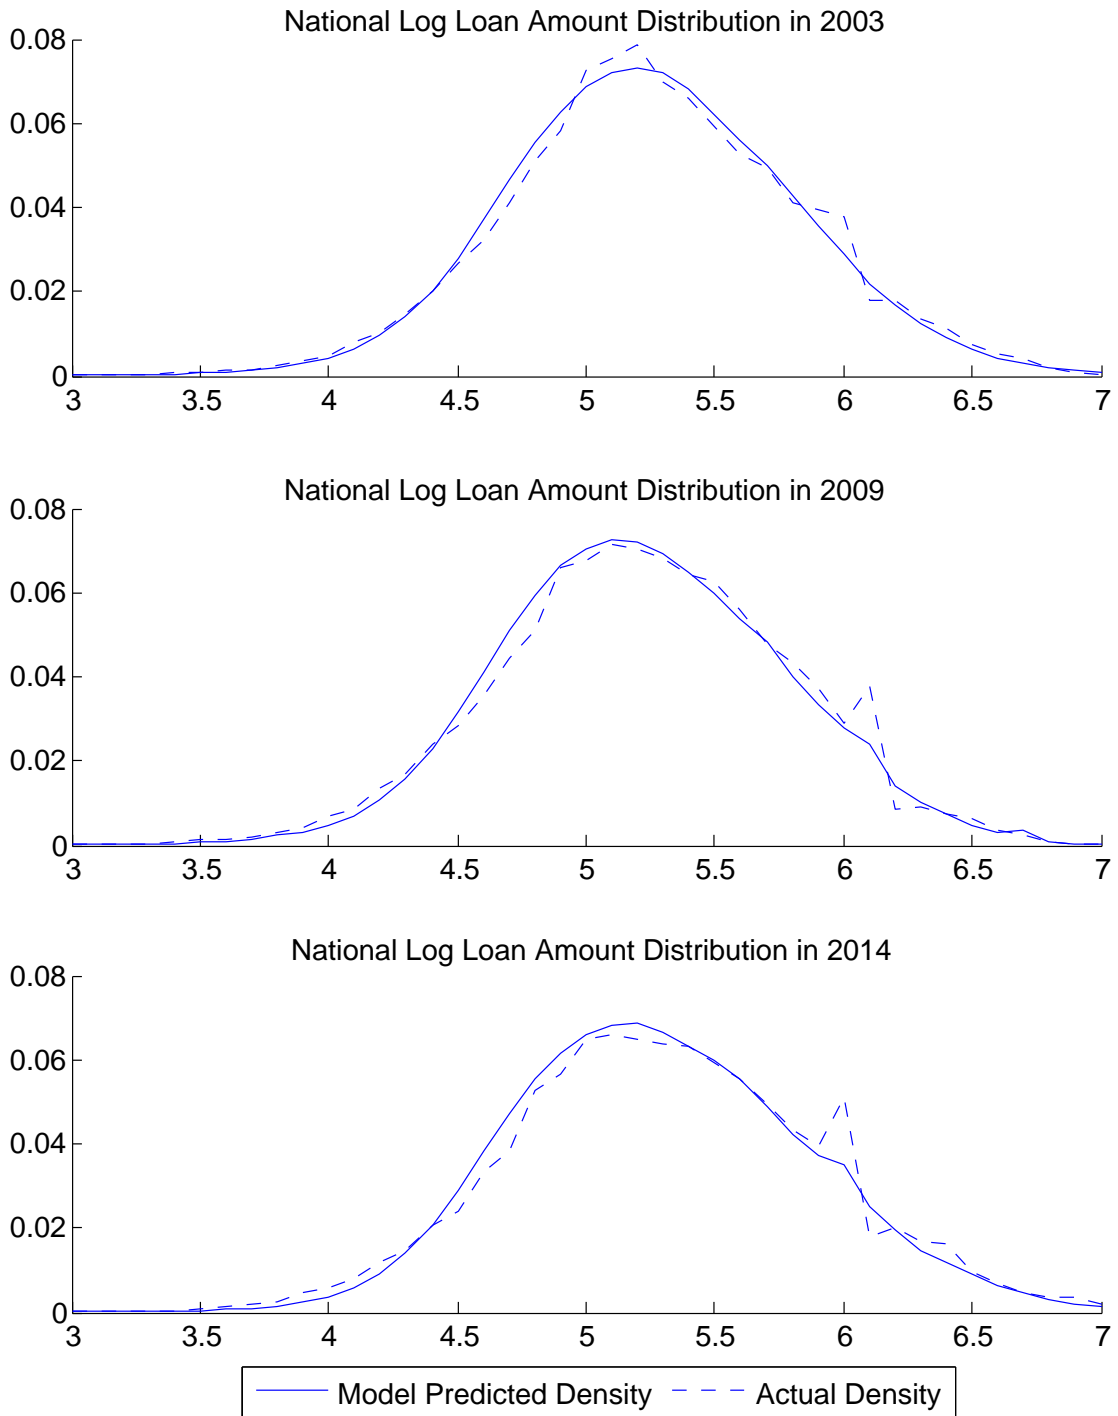 National Log Loan Amount Distribution in 2003
0.08
0.06
0.04
0.02
0
3 3.5 4 4.5 5 5.5 6 6.5 7
National Log Loan Amount Distribution in 2009
0.08
0.06
0.04
0.02
0
3 3.5 4 4.5 5 5.5 6 6.5 7
National Log Loan Amount Distribution in 2014
0.08
0.06
0.04
0.02
0
3 3.5 4 4.5 5 5.5 6 6.5 7
Model Predicted Density Actual Density